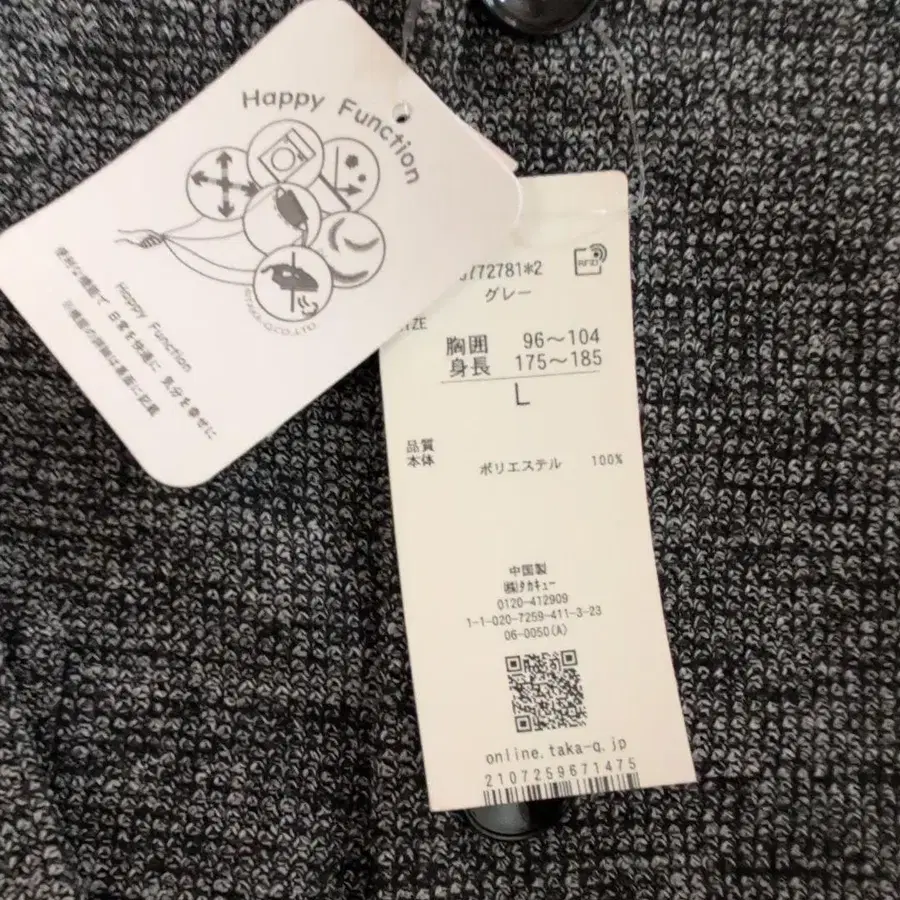 Happy Function
Happy Function
便利な機能で 日常を快適に 気分を幸せに
※機能の詳細は裏面に記載
772781*2
RFID
グレー
胸囲 96〜104
身長 175〜185
L
品質
本体 ポリエステル 100%
中国製
㈱タカキュー
0120-412909
1-1-020-7259-411-3-23
06-0050(A)
online.taka-q.jp
2107259671475